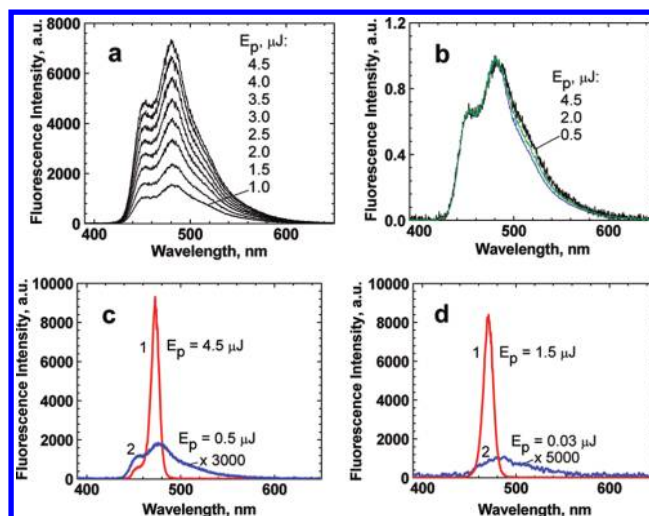 Fluorescence Intensity, a.u.
8000
6000
4000
2000
0
a
Ep, μJ:
4.5
4.0
3.5
3.0
2.5
2.0
1.5
1.0
400 500 600
Wavelength, nm
Fluorescence Intensity, a.u.
1.2
0.8
0.4
0.0
b
Ep, μJ:
4.5
2.0
0.5
400 500 600
Wavelength, nm
Fluorescence Intensity, a.u.
10000
8000
6000
4000
2000
0
c
1
Ep = 4.5 μJ
2
Ep = 0.5 μJ
x 3000
400 500 600
Wavelength, nm
Fluorescence Intensity, a.u.
10000
8000
6000
4000
2000
0
d
1
Ep = 1.5 μJ
2
Ep = 0.03 μJ
x 5000
400 500 600
Wavelength, nm